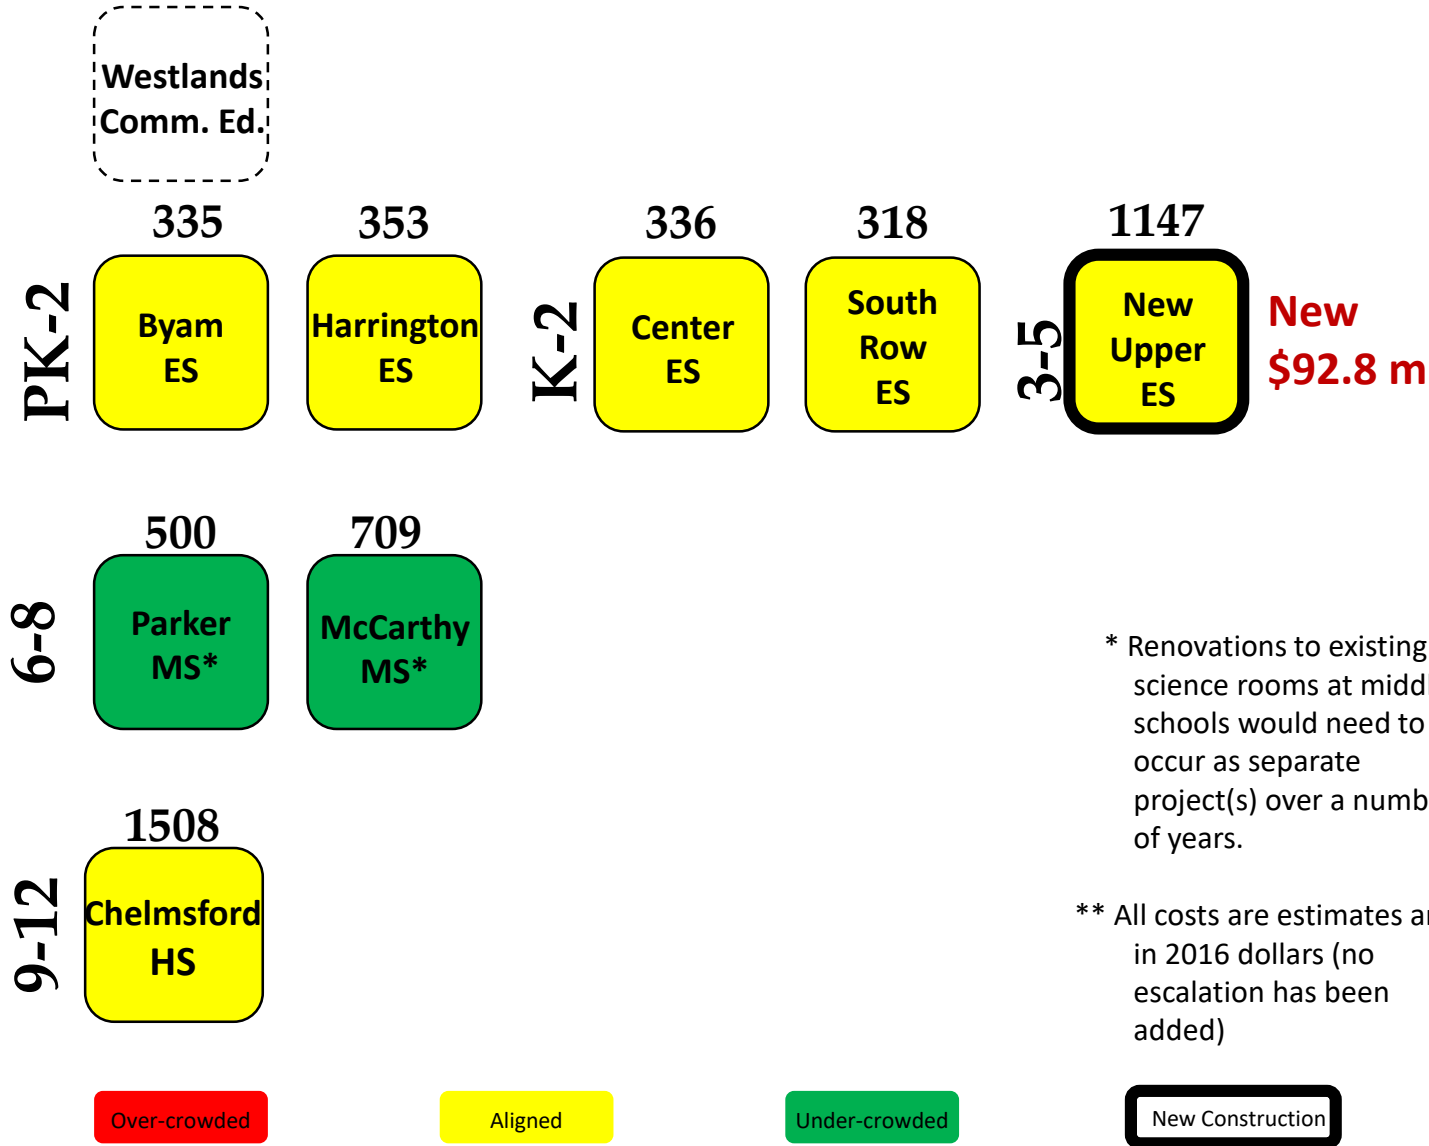 Westlands
Comm. Ed.
335
353
336
318
1147
PK-2
Byam
ES
Harrington
ES
K-2
Center
ES
South
Row
ES
3-5
New
Upper
ES
New
$92.8 m
500
709
6-8
Parker
MS*
McCarthy
MS*
1508
9-12
Chelmsford
HS
* Renovations to existing
science rooms at
schools would need to
occur as separate
project(s) over a
of years.
** All costs are estimates
in 2016 dollars (no
escalation has been
added)
Over-crowded
Aligned
Under-crowded
New Construction